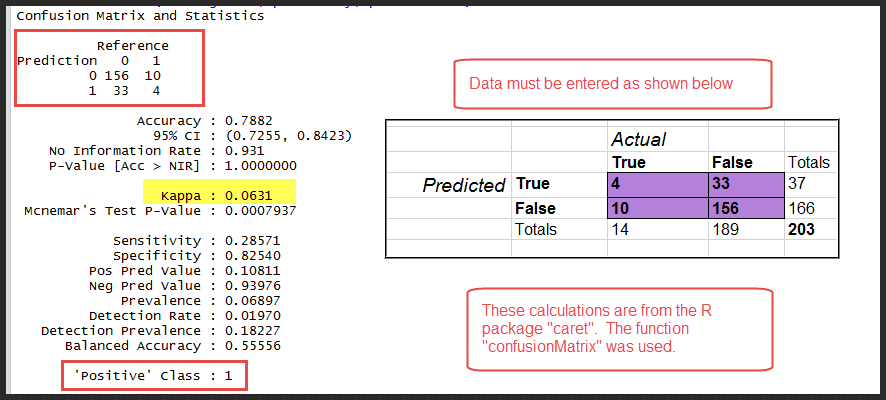 Confusion Matrix and Statistics
Reference
Prediction 0 1
0 156 10
1 33 4
Accuracy : 0.7882
95% CI : (0.7255, 0.8423)
No Information Rate : 0.931
P-Value [Acc > NIR] : 1.0000000
Kappa : 0.0631
Mcnemar's Test P-Value : 0.0007937
Sensitivity : 0.28571
Specificity : 0.82540
Pos Pred Value : 0.10811
Neg Pred Value : 0.93976
Prevalence : 0.06897
Detection Rate : 0.01970
Detection Prevalence : 0.18227
Balanced Accuracy : 0.55556
'Positive' Class : 1
Data must be entered as shown below
Actual
True False Totals
Predicted True 4 33 37
False 10 156 166
Totals 14 189 203
These calculations are from the R
package "caret". The function
"confusionMatrix" was used.